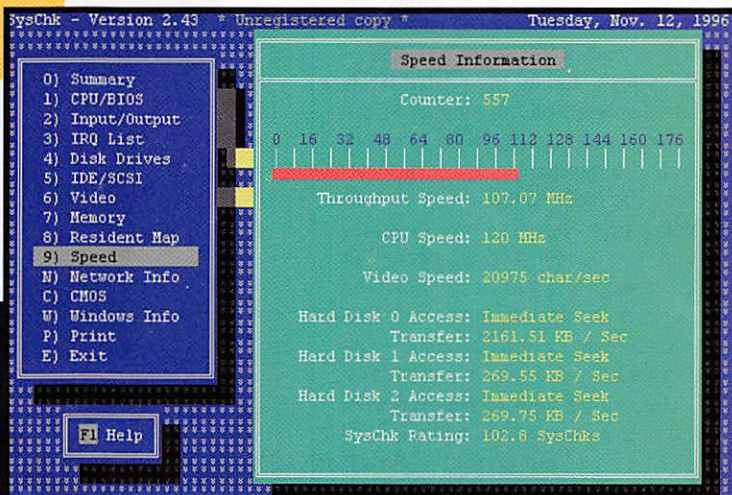 SysChk - Version 2.43 * Unregistered copy * Tuesday, Nov. 12, 1996
0) Summary
1) CPU/BIOS
2) Input/Output
3) IRQ List
4) Disk Drives
5) IDE/SCSI
6) Video
7) Memory
8) Resident Map
9) Speed
N) Network Info
C) CMOS
W) Windows Info
P) Print
E) Exit
F1 Help
Speed Information
Counter: 557
0 16 32 48 64 80 96 112 128 144 160 176
Throughput Speed: 107.07 MHz
CPU Speed: 120 MHz
Video Speed: 20975 char/sec
Hard Disk 0 Access: Immediate Seek
Transfer: 2161.51 KB / Sec
Hard Disk 1 Access: Immediate Seek
Transfer: 269.55 KB / Sec
Hard Disk 2 Access: Immediate Seek
Transfer: 269.75 KB / Sec
SysChk Rating: 102.8 SysChks